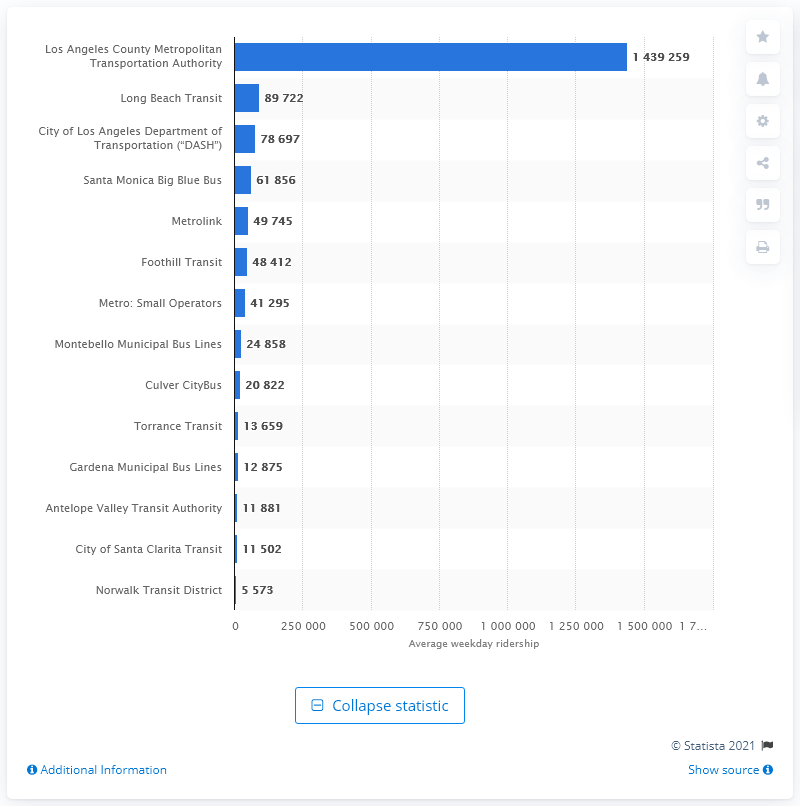 Los Angeles County Metropolitan
Transportation Authority
1 439 259
Long Beach Transit
89 722
City of Los Angeles Department of
Transportation (“DASH”)
78 697
Santa Monica Big Blue Bus
61 856
Metrolink
49 745
Foothill Transit
48 412
Metro: Small Operators
41 295
Montebello Municipal Bus Lines
24 858
Culver CityBus
20 822
Torrance Transit
13 659
Gardena Municipal Bus Lines
12 875
Antelope Valley Transit Authority
11 881
City of Santa Clarita Transit
11 502
Norwalk Transit District
5 573
0 250 000 500 000 750 000 1 000 000 1 250 000 1 500 000 1 7...
Average weekday ridership
Collapse statistic
© Statista 2021
Additional Information
Show source